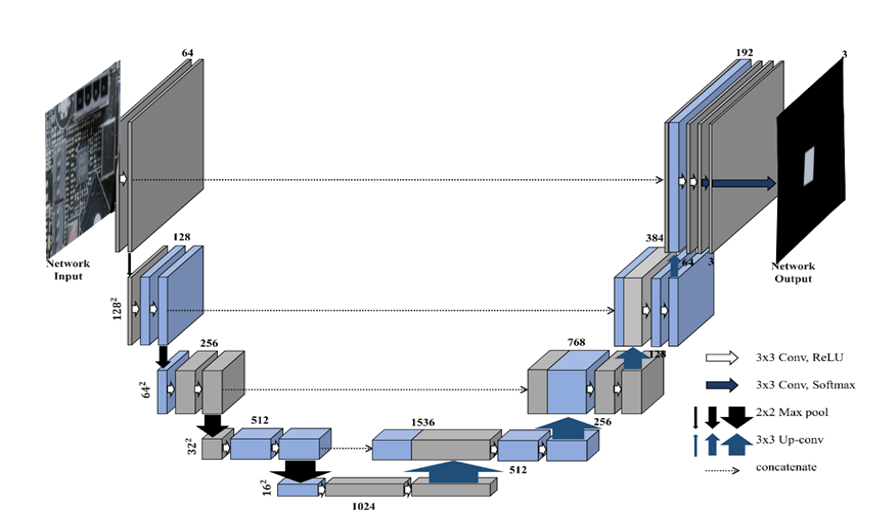 64
192
3
Network
Input
128
384
64
3
Network
Output
128²
256
768
128
64²
512
1536
256
32²
512
16²
1024
3x3 Conv, ReLU
3x3 Conv, Softmax
2x2 Max pool
3x3 Up-conv
concatenate